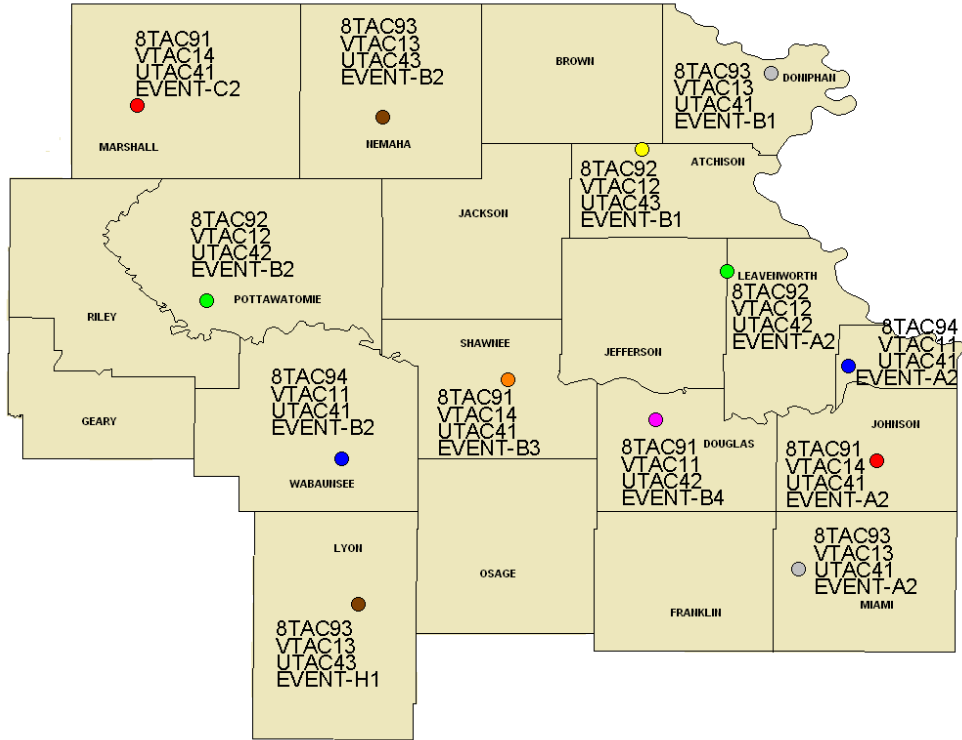 8TAC91
VTAC14
UTAC41
EVENT-C2
MARSHALL
8TAC93
VTAC13
UTAC43
EVENT-B2
NEMAHA
BROWN
8TAC93
VTAC13
UTAC41
EVENT-B1
DONIPHAN
ATCHISON
8TAC92
VTAC12
UTAC43
EVENT-B1
JACKSON
8TAC92
VTAC12
UTAC42
EVENT-B2
POTTAWATOMIE
RILEY
LEAVENWORTH
8TAC92
VTAC12
UTAC42
EVENT-A2
8TAC94
VTAC11
UTAC41
EVENT-A2
JEFFERSON
SHAWNEE
8TAC91
VTAC14
UTAC41
EVENT-B3
GEARY
8TAC94
VTAC11
UTAC41
EVENT-B2
WABAUNSEE
DOUGLAS
8TAC91
VTAC11
UTAC42
EVENT-B4
JOHNSON
8TAC91
VTAC14
UTAC41
EVENT-A2
LYON
8TAC93
VTAC13
UTAC43
EVENT-H1
OSAGE
FRANKLIN
8TAC93
VTAC13
UTAC41
EVENT-A2
MIAMI